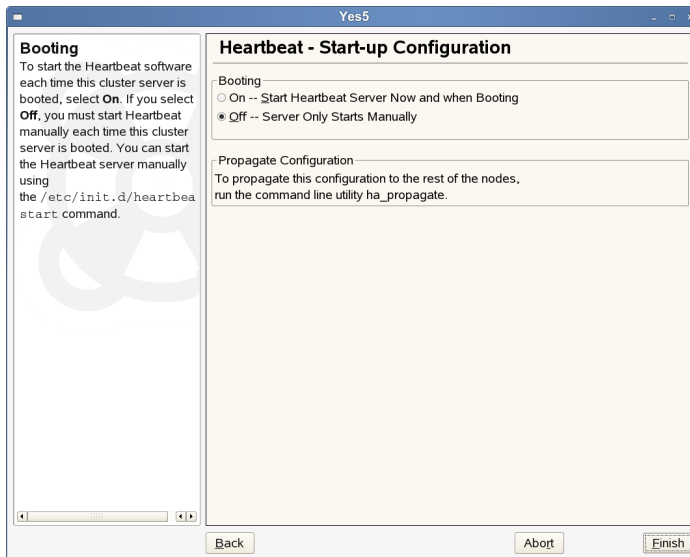 Yes5
Booting
To start the Heartbeat software
each time this cluster server is
booted, select On. If you select
Off, you must start Heartbeat
manually each time this cluster
server is booted. You can start
the Heartbeat server manually
using
the /etc/init.d/heartbea
start command.
Heartbeat - Start-up Configuration
Booting
On -- Start Heartbeat Server Now and when Booting
Off -- Server Only Starts Manually
Propagate Configuration
To propagate this configuration to the rest of the nodes,
run the command line utility ha_propagate.
Back
Abort
Finish